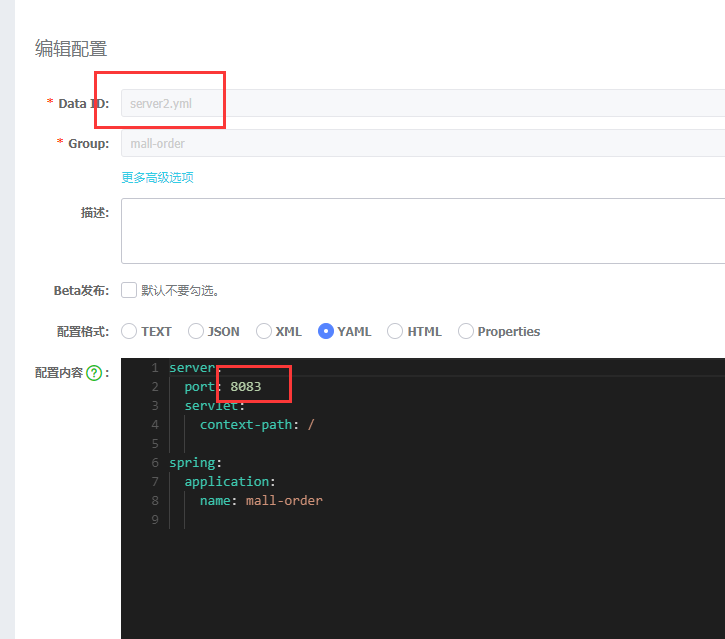 编辑配置
* Data ID: server2.yml
* Group: mall-order
更多高级选项
描述:
Beta发布: 默认不要勾选。
配置格式: TEXT JSON XML YAML HTML Properties
配置内容 ? :
1 server:
2 port: 8083
3 servlet:
4 context-path: /
5
6 spring:
7 application:
8 name: mall-order
9